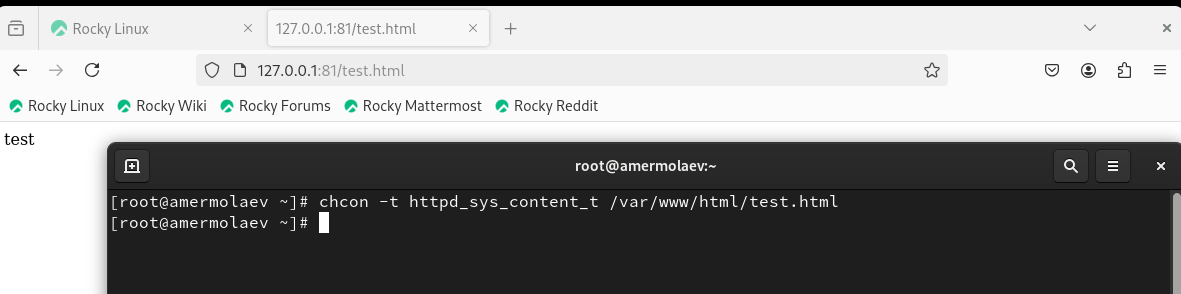 Rocky Linux
127.0.0.1:81/test.html
127.0.0.1:81/test.html
Rocky Linux Rocky Wiki Rocky Forums Rocky Mattermost Rocky Reddit
test
root@amermolaev:~
[root@amermolaev ~]# chcon -t httpd_sys_content_t /var/www/html/test.html
[root@amermolaev ~]#